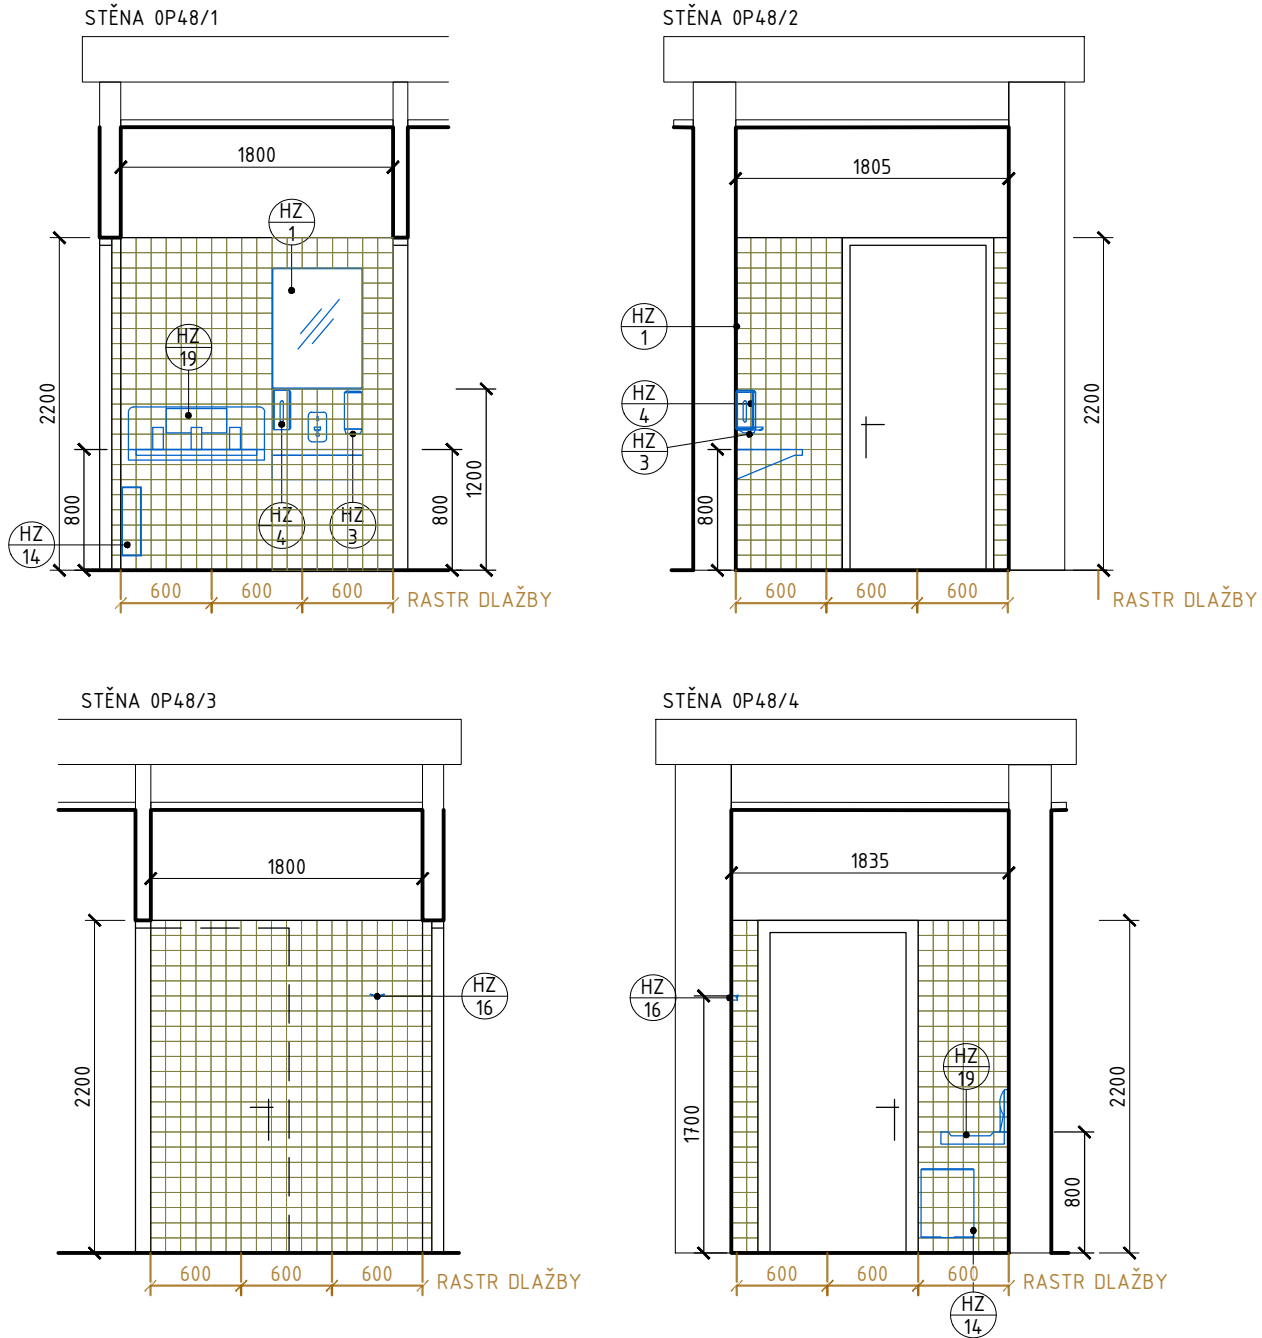 STĚNA 0P48/1
1800
HZ
1
HZ
19
2200
800
HZ
14
HZ
4
HZ
3
800
1200
600
600
600
RASTR DLAŽBY
STĚNA 0P48/2
1805
HZ
1
HZ
4
HZ
3
800
2200
600
600
600
RASTR DLAŽBY
STĚNA 0P48/3
1800
HZ
16
2200
600
600
600
RASTR DLAŽBY
STĚNA 0P48/4
1835
HZ
16
1700
HZ
19
2200
800
600
600
600
RASTR DLAŽBY
HZ
14